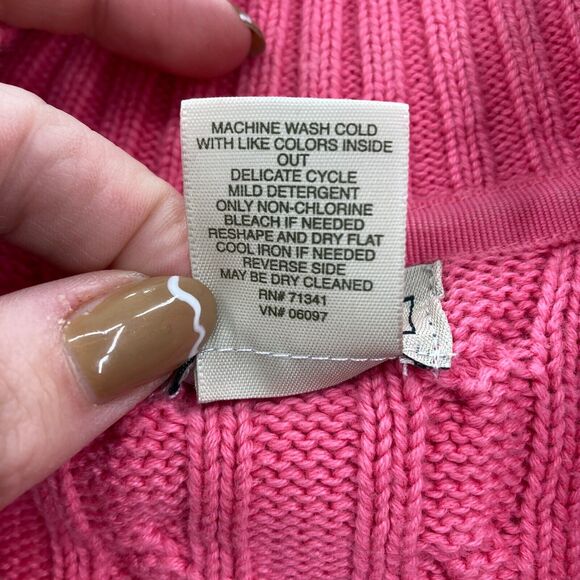 MACHINE WASH COLD
WITH LIKE COLORS INSIDE
OUT
DELICATE CYCLE
MILD DETERGENT
ONLY NON-CHLORINE
BLEACH IF NEEDED
RESHAPE AND DRY FLAT
COOL IRON IF NEEDED
REVERSE SIDE
MAY BE DRY CLEANED
RN# 71341
VN# 06097